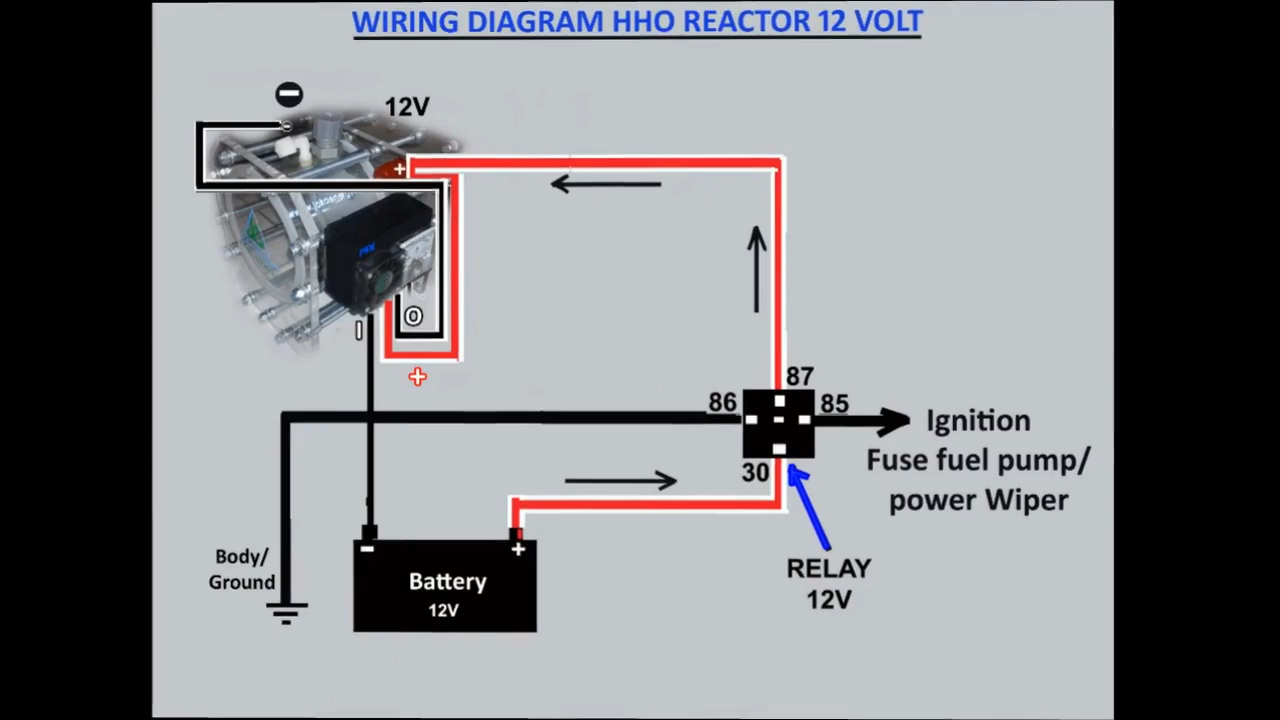 WIRING DIAGRAM HHO REACTOR 12 VOLT
12V
+
PWM
I
O
+
87
86
85
30
Ignition
Fuse fuel pump/
power Wiper
RELAY
12V
Body/
Ground
- +
Battery
12V